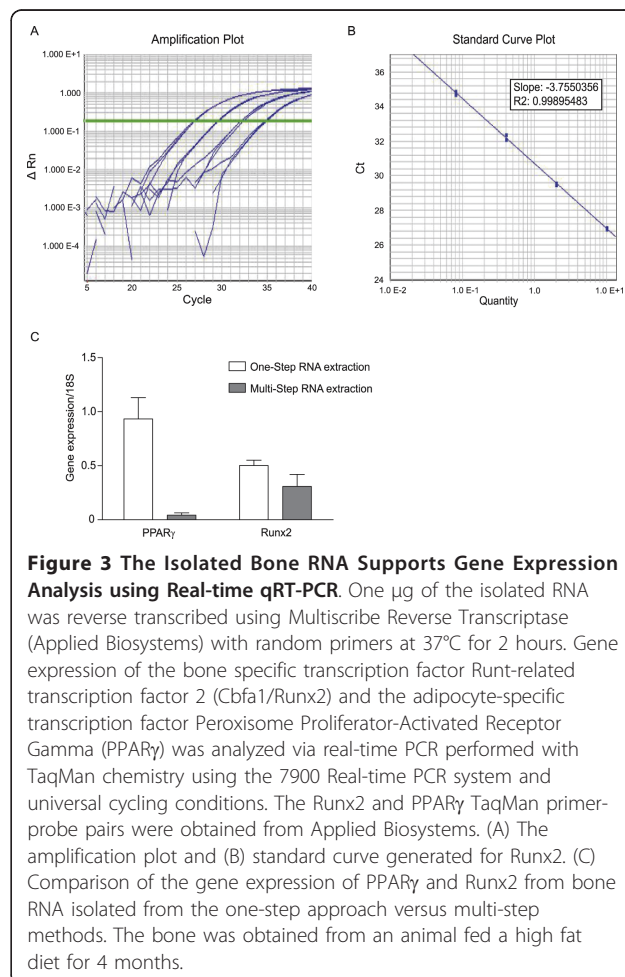 A
Amplification Plot
1.000 E+1
1.000
1.000 E-1
1.000 E-2
1.000 E-3
1.000 E-4
Δ Rn
5
10
15
20
25
30
35
40
Cycle
B
Standard Curve Plot
36
34
32
30
28
26
24
Ct
Slope: -3.7550356
R2: 0.99895483
1.0 E-2
1.0 E-1
1.0
1.0 E+1
Quantity
C
1.5
1.0
0.5
0
Gene expression/18S
One-Step RNA extraction
Multi-Step RNA extraction
PPARγ
Runx2
Figure 3 The Isolated Bone RNA Supports Gene Expression
Analysis using Real-time qRT-PCR. One µg of the isolated RNA
was reverse transcribed using Multiscribe Reverse Transcriptase
(Applied Biosystems) with random primers at 37°C for 2 hours. Gene
expression of the bone specific transcription factor Runt-related
transcription factor 2 (Cbfa1/Runx2) and the adipocyte-specific
transcription factor Peroxisome Proliferator-Activated Receptor
Gamma (PPARγ) was analyzed via real-time PCR performed with
TaqMan chemistry using the 7900 Real-time PCR system and
universal cycling conditions. The Runx2 and PPARγ TaqMan primer-
probe pairs were obtained from Applied Biosystems. (A) The
amplification plot and (B) standard curve generated for Runx2. (C)
Comparison of the gene expression of PPARγ and Runx2 from bone
RNA isolated from the one-step approach versus multi-step
methods. The bone was obtained from an animal fed a high fat
diet for 4 months.